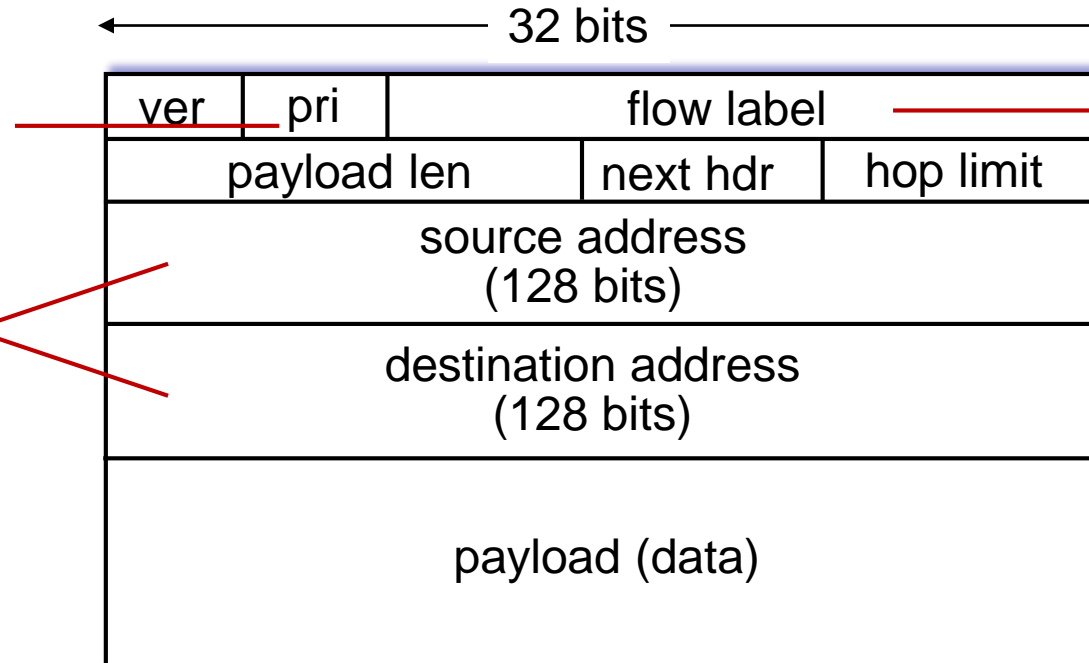 32 bits
ver pri flow label
payload len next hdr hop limit
source address
(128 bits)
destination address
(128 bits)
payload (data)